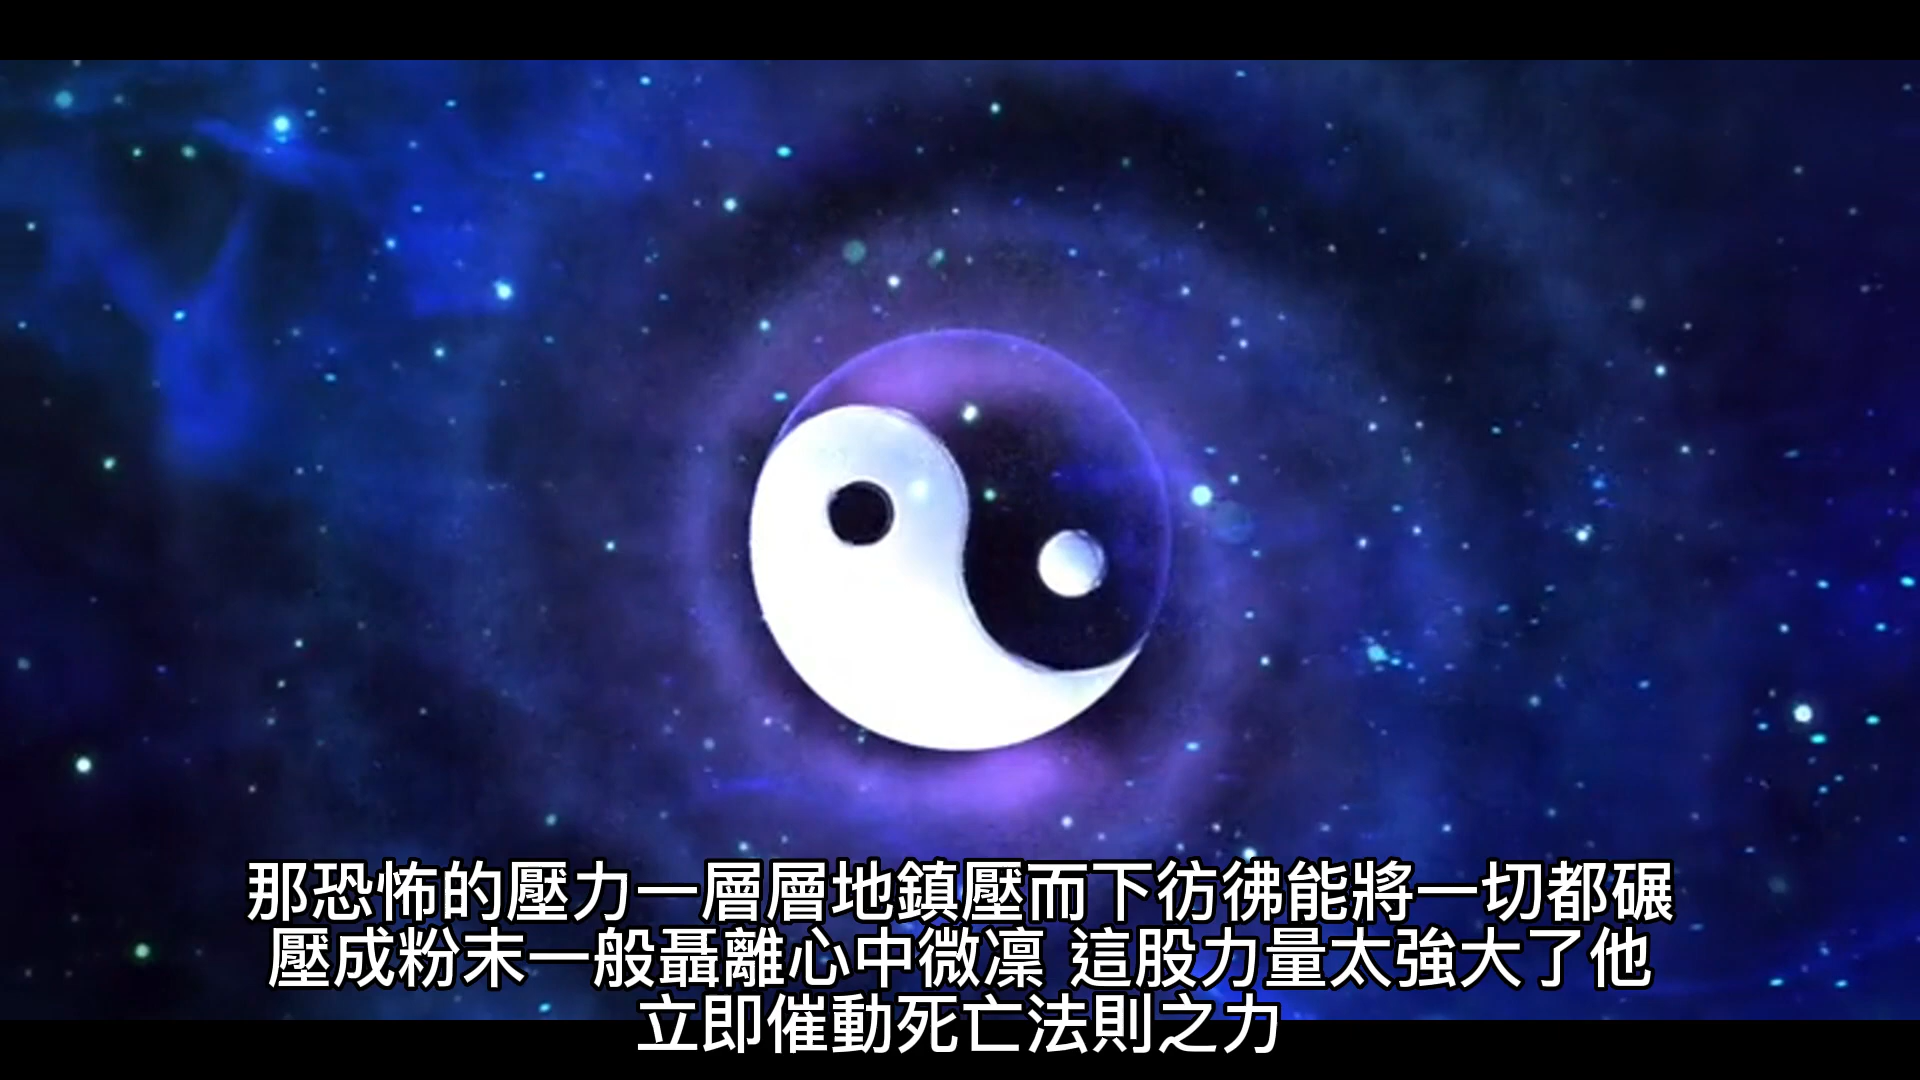 那恐怖的壓力一層層地鎮壓而下彷彿能將一切都碾
壓成粉末一般聶離心中微凜 這股力量太強大了他
立即催動死亡法則之力